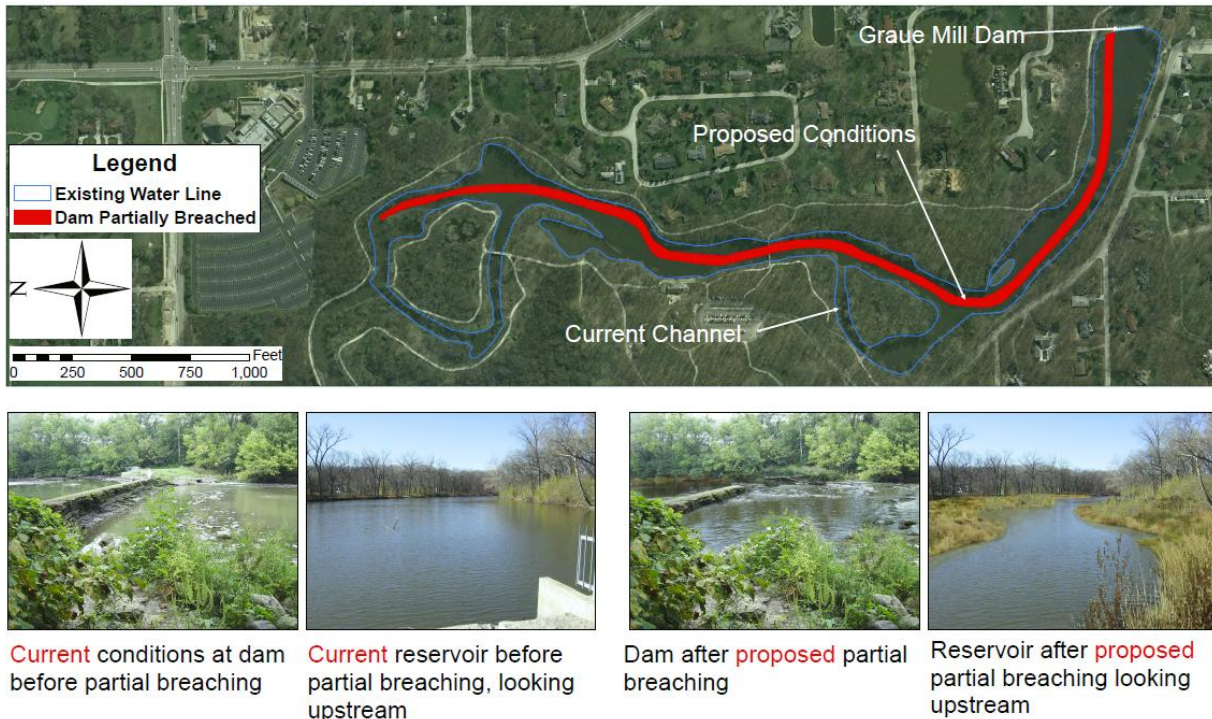 Graue Mill Dam
Proposed Conditions
Legend
Existing Water Line
Dam Partially Breached
N
Current Channel
Feet
0 250 500 750 1,000
Current conditions at dam
before partial breaching
Current reservoir before
partial breaching, looking
upstream
Dam after proposed partial
breaching
Reservoir after proposed
partial breaching looking
upstream